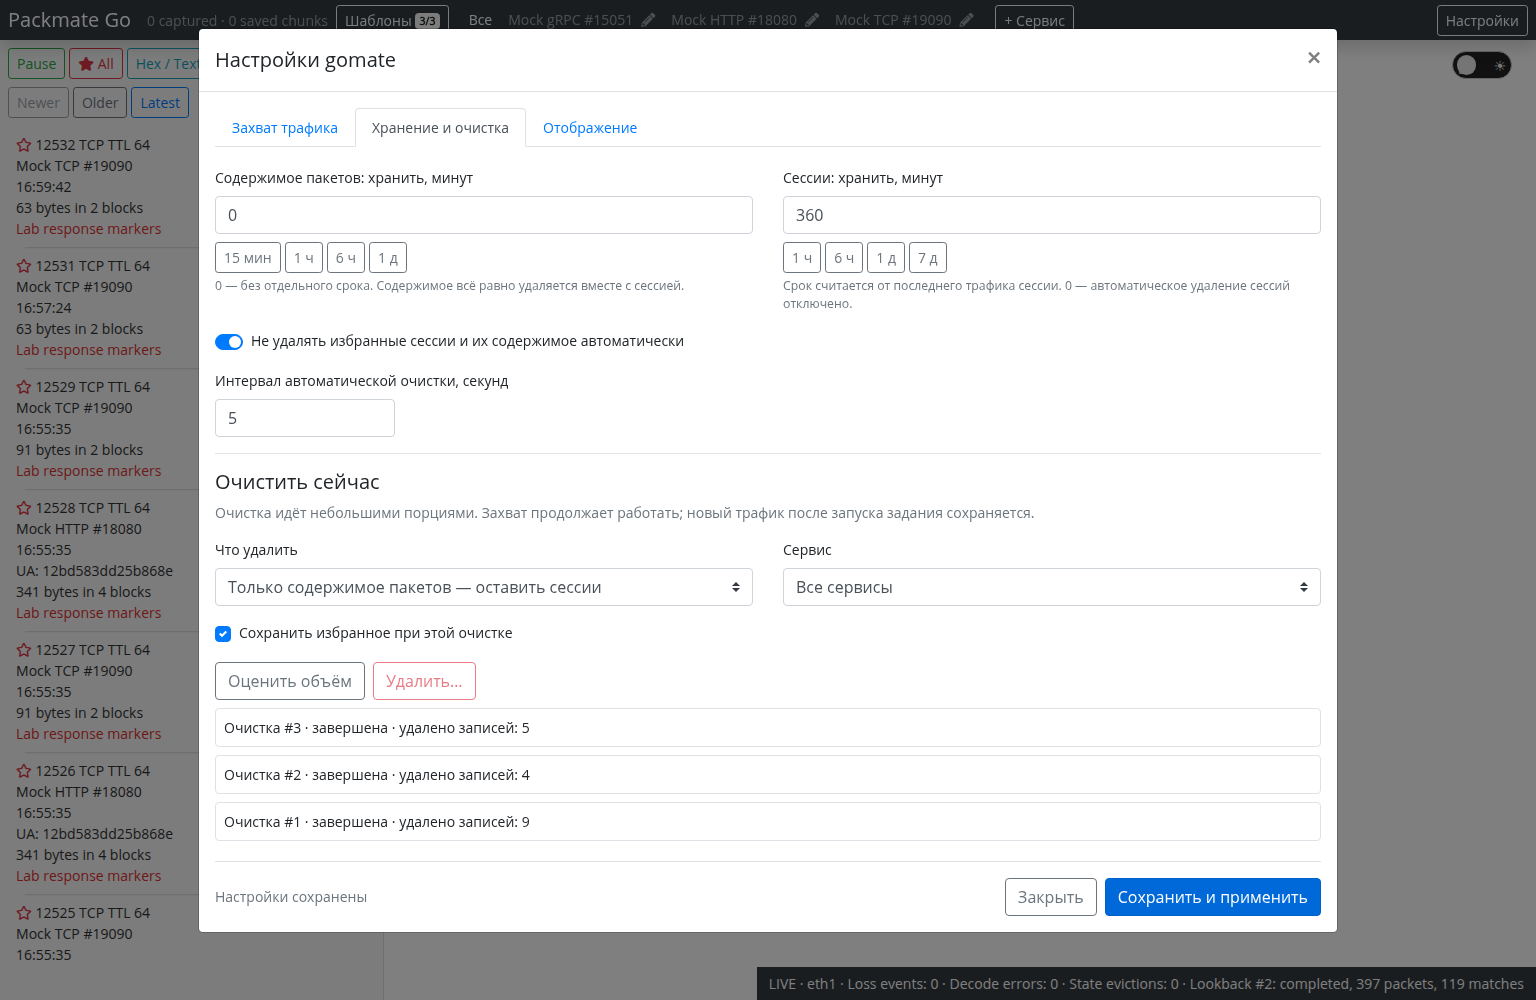 Packmate Go 0 captured · 0 saved chunks Шаблоны 3/3 Все Mock gRPC #15051 Mock HTTP #18080 Mock TCP #19090 + Сервис Настройки
Pause All Hex / Text
Newer Older Latest
12532 TCP TTL 64
Mock TCP #19090
16:59:42
63 bytes in 2 blocks
Lab response markers
12531 TCP TTL 64
Mock TCP #19090
16:57:24
63 bytes in 2 blocks
Lab response markers
12529 TCP TTL 64
Mock TCP #19090
16:55:35
91 bytes in 2 blocks
Lab response markers
12528 TCP TTL 64
Mock HTTP #18080
16:55:35
UA: 12bd583dd25b868e
341 bytes in 4 blocks
Lab response markers
12527 TCP TTL 64
Mock TCP #19090
16:55:35
91 bytes in 2 blocks
Lab response markers
12526 TCP TTL 64
Mock HTTP #18080
16:55:35
UA: 12bd583dd25b868e
341 bytes in 4 blocks
Lab response markers
12525 TCP TTL 64
Mock TCP #19090
16:55:35
Настройки gomate ×
Захват трафика Хранение и очистка Отображение
Содержимое пакетов: хранить, минут
0
15 мин 1 ч 6 ч 1 д
0 — без отдельного срока. Содержимое всё равно удаляется вместе с сессией.
Сессии: хранить, минут
360
1 ч 6 ч 1 д 7 д
Срок считается от последнего трафика сессии. 0 — автоматическое удаление сессий
отключено.
Не удалять избранные сессии и их содержимое автоматически
Интервал автоматической очистки, секунд
5
Очистить сейчас
Очистка идёт небольшими порциями. Захват продолжает работать; новый трафик после запуска задания сохраняется.
Что удалить
Только содержимое пакетов — оставить сессии
Сервис
Все сервисы
Сохранить избранное при этой очистке
Оценить объём Удалить...
Очистка #3 · завершена · удалено записей: 5
Очистка #2 · завершена · удалено записей: 4
Очистка #1 · завершена · удалено записей: 9
Настройки сохранены Закрыть Сохранить и применить
LIVE · eth1 · Loss events: 0 · Decode errors: 0 · State evictions: 0 · Lookback #2: completed, 397 packets, 119 matches